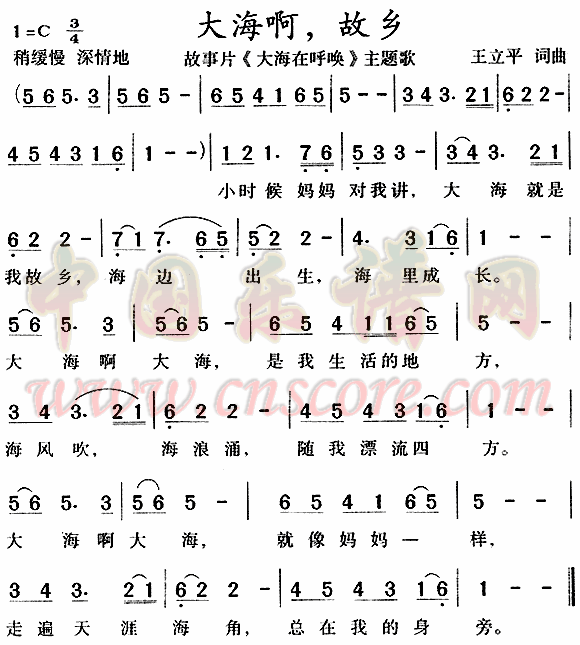 大海啊，故乡
1=C 3/4
稍缓慢 深情地 故事片《大海在呼唤》主题歌 王立平 词曲
(5 6 5· 3 | 5 6 5 - | 6 5 4 1 6 5 | 5 - - | 3 4 3· 2 1 | 6 2 2 - |
4 5 4 3 1 6 | 1 - -) | 1 2 1· 7 6 | 5 3 3 - | 3 4 3· 2 1 |
小时候妈妈对我讲，大海就是
6 2 2 - | 7 1 7· 6 5 | 5 2 2 - | 4· 3 1 6 | 1 - |
我故乡，海边出生，海里成长。
5 6 5· 3 | 5 6 5 - | 6 5 4 1 1 1 6 5 | 5 - - |
大海啊大海，是我生活的地方，
3 4 3· 2 1 | 6 2 2 - | 4 5 4 3 1 6 | 1 - - |
海风吹，海浪涌，随我漂流四方。
5 6 5· 3 | 5 6 5 - | 6 5 4 1 6 5 | 5 - - |
大海啊大海，就像妈妈一样，
3 4 3· 2 1 | 6 2 2 - | 4 5 4 3 1 6 | 1 - - ‖
走遍天涯海角，总在我的身旁。
中国乐谱网
www.cnscore.com